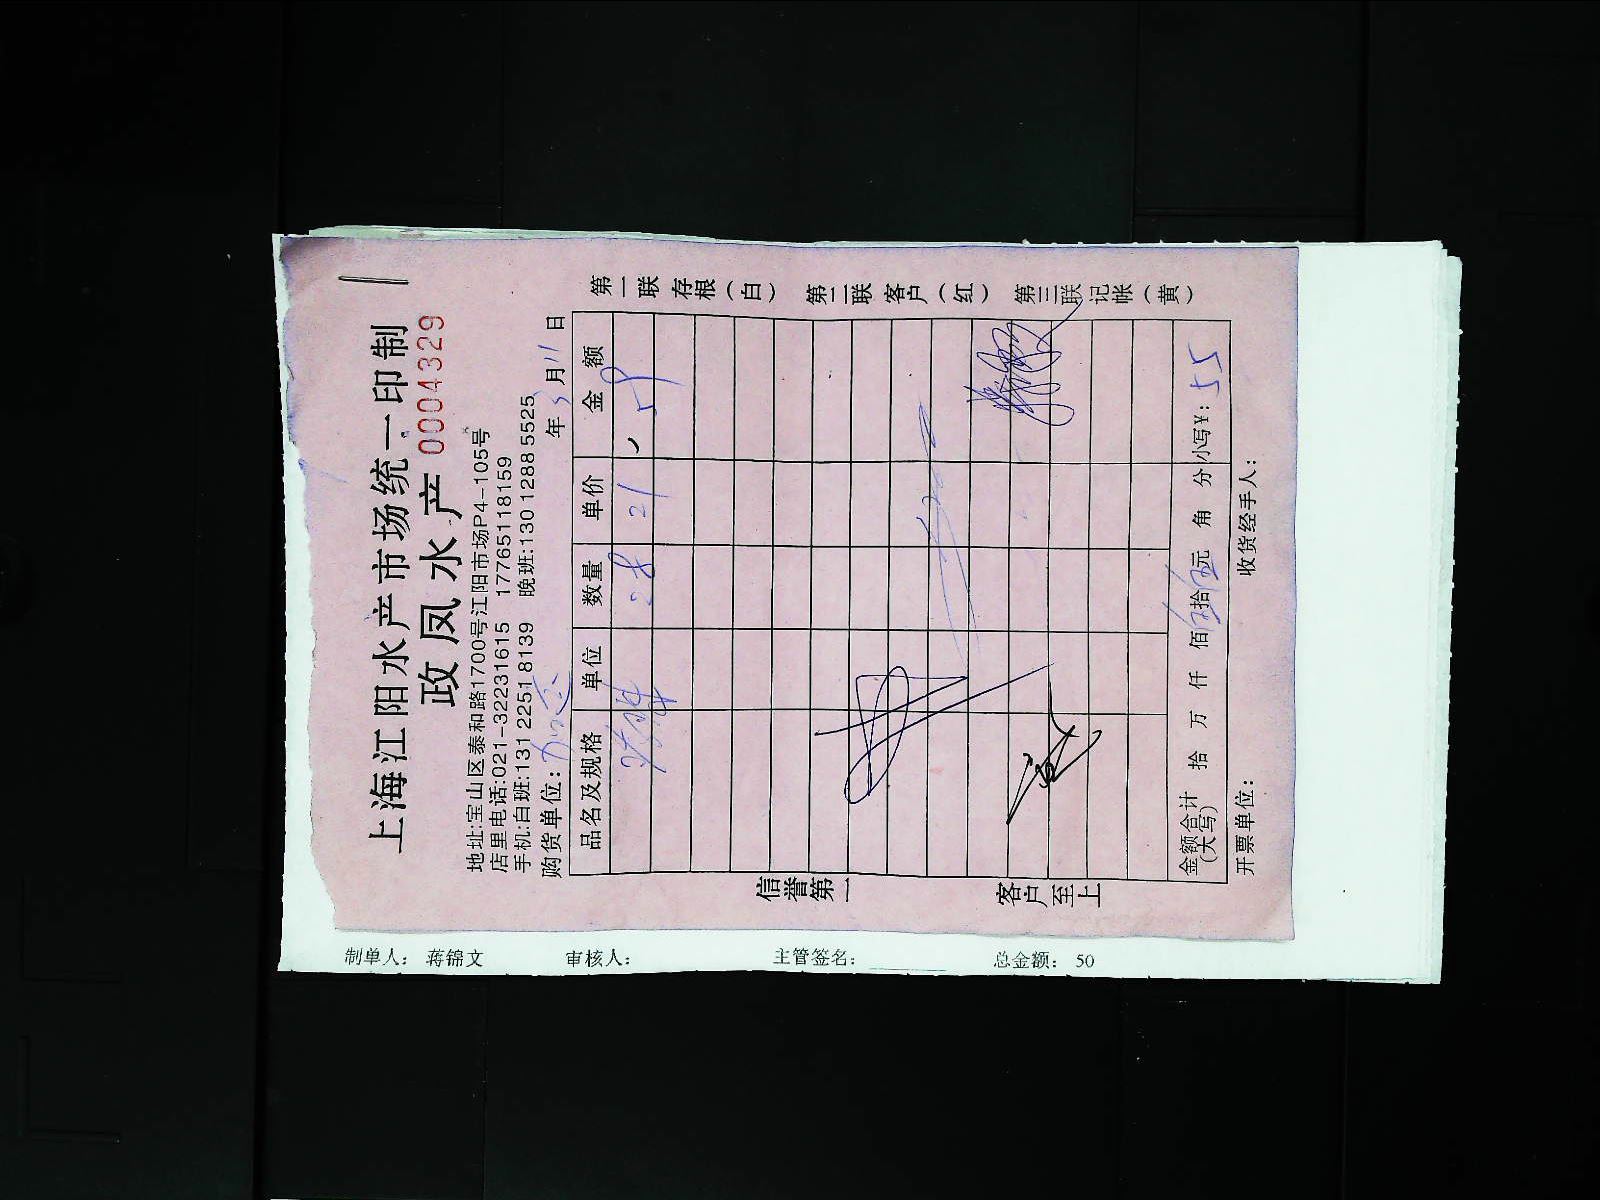 上海江阳水产市场统一印制
政凤水产 0004329
地址:宝山区泰和路1700号江阳市场P4-105号
店里电话:021-32231615 17765118159
手机:白班:131 2251 8139 晚班:130 1288 5525
购货单位: 年 3 月 11 日
品名及规格 单位 数量 单价 金额
28 21
金额合计(大写) 拾 万 仟 佰 拾 元 角 分 小写¥: 55
开票单位: 收货经手人:
信誉第一
客户至上
第一联 存根（白）
第二联 客户（红）
第三联 记帐（黄）
制单人: 蒋锦文 审核人: 主管签名: 总金额: 50